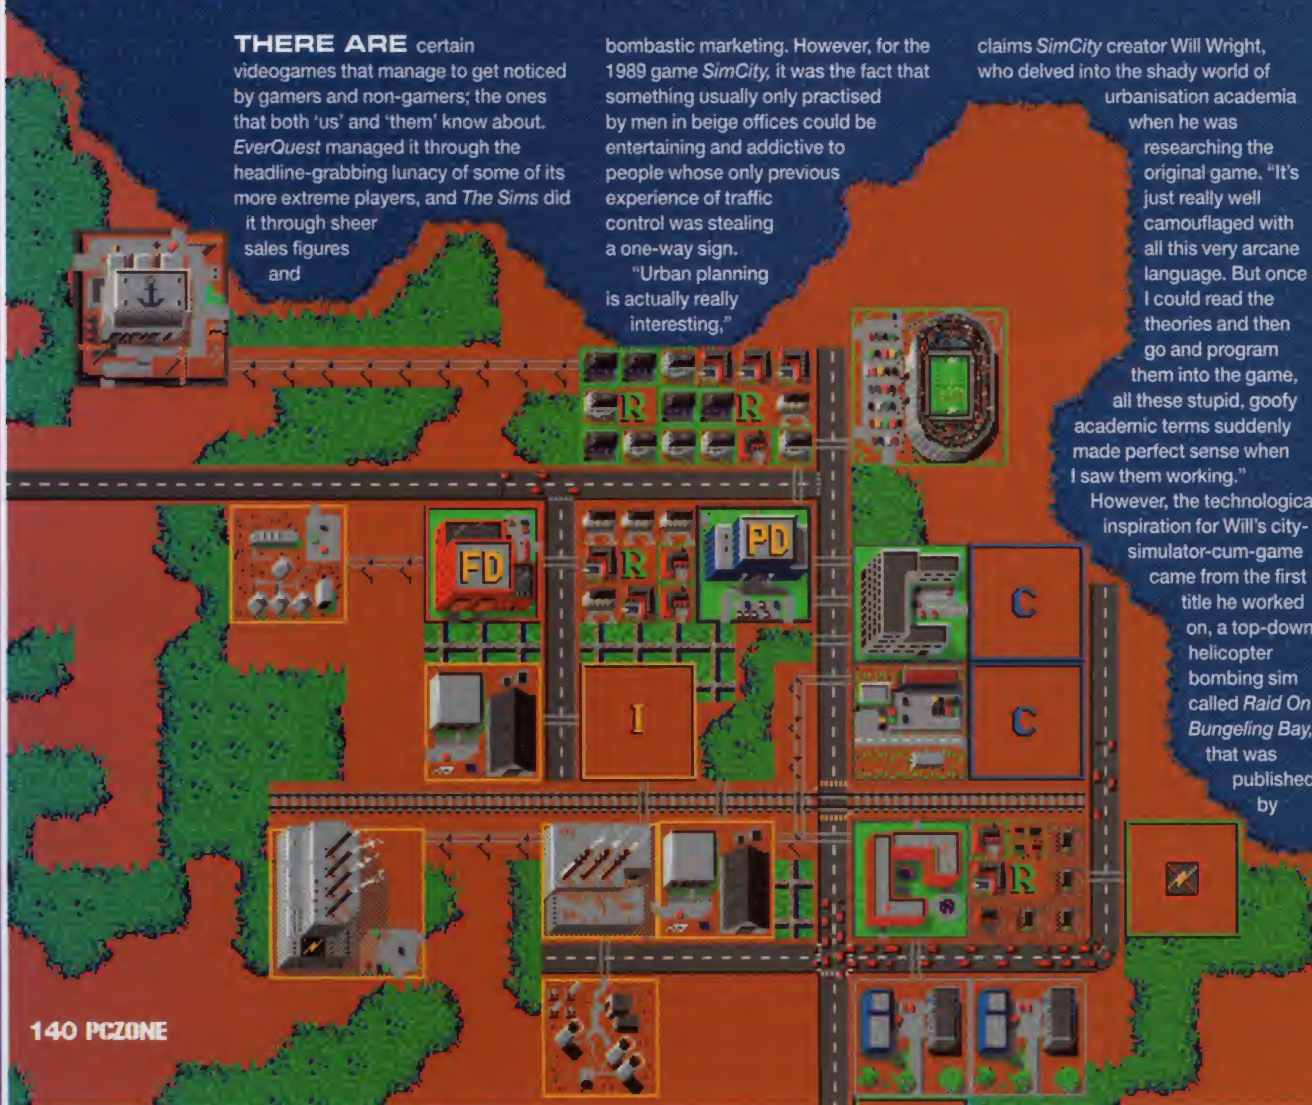 THERE ARE certain
videogames that manage to get noticed
by gamers and non-gamers; the ones
that both 'us' and 'them' know about.
EverQuest managed it through the
headline-grabbing lunacy of some of its
more extreme players, and The Sims did
it through sheer
sales figures
and
bombastic marketing. However, for the
1989 game SimCity, it was the fact that
something usually only practised
by men in beige offices could be
entertaining and addictive to
people whose only previous
experience of traffic
control was stealing
a one-way sign.
"Urban planning
is actually really
interesting,"
claims SimCity creator Will Wright,
who delved into the shady world of
urbanisation academia
when he was
researching the
original game. "It's
just really well
camouflaged with
all this very arcane
language. But once
I could read the
theories and then
go and program
them into the game,
all these stupid, goofy
academic terms suddenly
made perfect sense when
I saw them working."
However, the technologica
inspiration for Will's city-
simulator-cum-game
came from the first
title he worked
on, a top-down
helicopter
bombing sim
called Raid On
Bungeling Bay,
that was
published
by
R R
FD R PD
C
I C
R
140 PCZONE